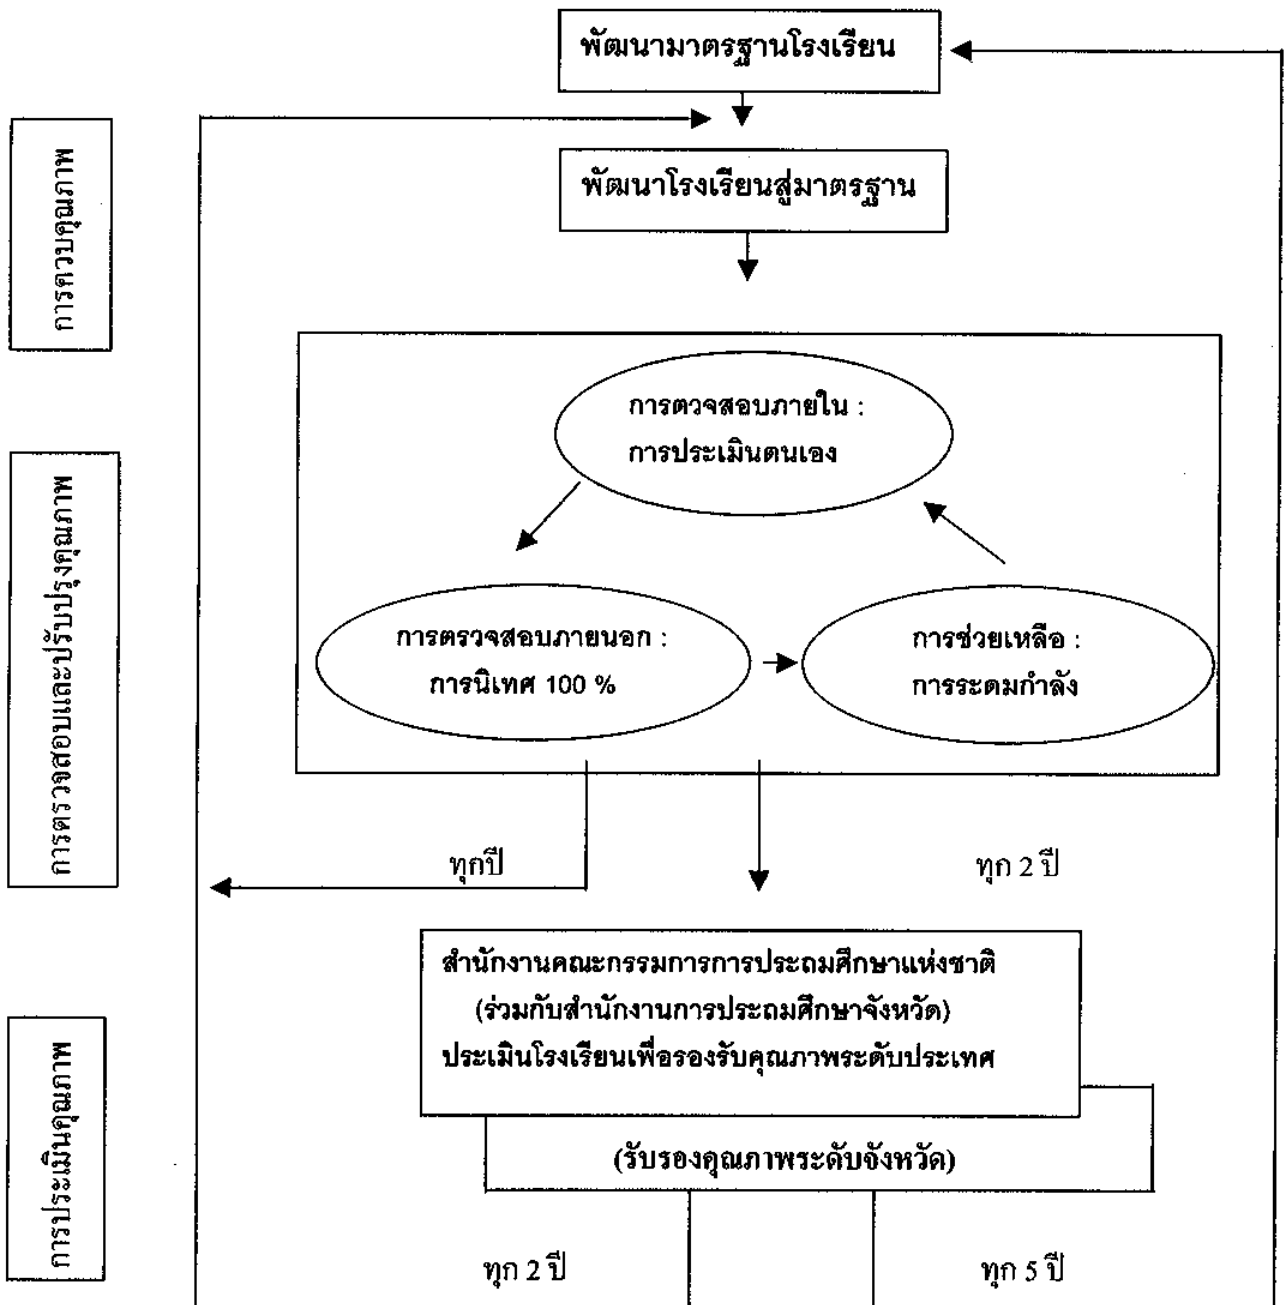 พัฒนามาตรฐานโรงเรียน
พัฒนาโรงเรียนสู่มาตรฐาน
การควบคุณภาพ
การตวจสอบภายใน :
การประเมินตนเอง
การตรวจสอบภายนอก :
การนิเทศ 100 %
การช่วยเหลือ :
การระดมกำลัง
การตรวจสอบและปรับปรุงคุณภาพ
ทุกปี
ทุก 2 ปี
สำนักงานคณะกรรมการการประถมศึกษาแห่งชาติ
(ร่วมกับสำนักงานการประถมศึกษาจังหวัด)
ประเมินโรงเรียนเพื่อรองรับคุณภาพระดับประเทศ
(รับรองคุณภาพระดับจังหวัด)
การประเมินคุณภาพ
ทุก 2 ปี
ทุก 5 ปี